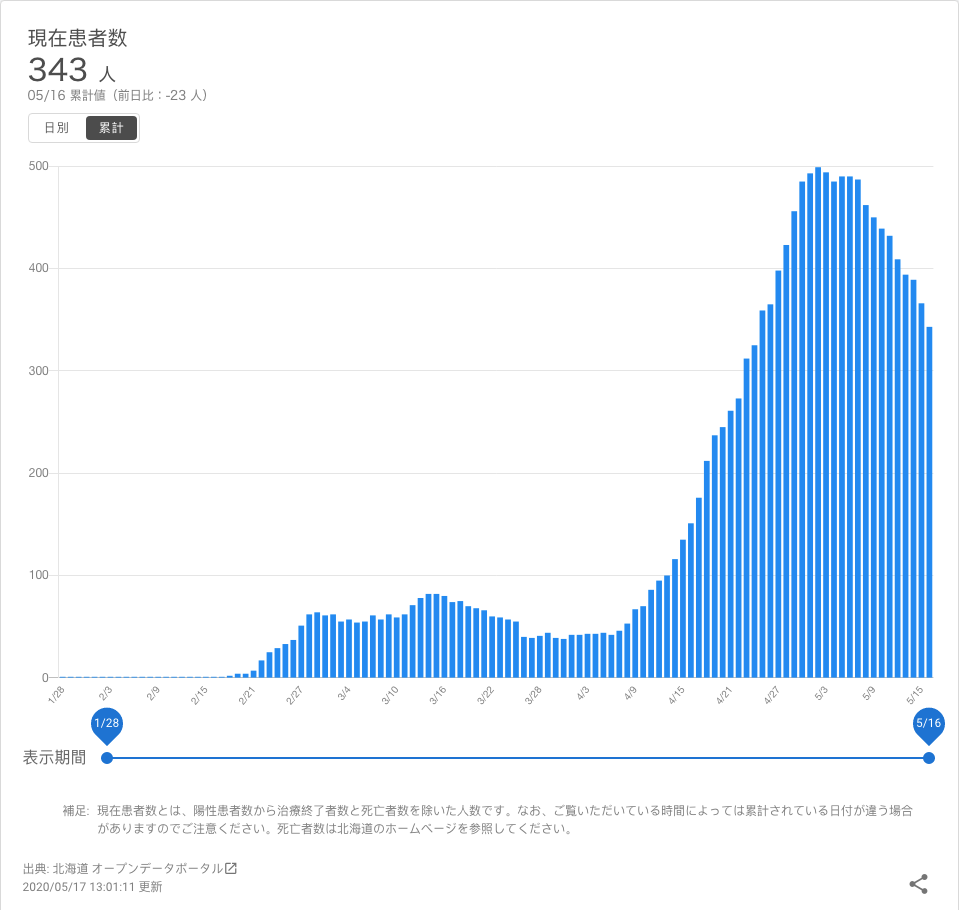 現在患者数
343 人
05/16 累計値（前日比：-23 人）
日別 累計
500
400
300
200
100
0
1/28 2/3 2/9 2/15 2/21 2/27 3/4 3/10 3/16 3/22 3/28 4/3 4/9 4/15 4/21 4/27 5/3 5/9 5/15
1/28 5/16
表示期間
補足: 現在患者数とは、陽性患者数から治療終了者数と死亡者数を除いた人数です。なお、ご覧いただいている時間によっては累計されている日付が違う場合
がありますのでご注意ください。死亡者数は北海道のホームページを参照してください。
出典: 北海道 オープンデータポータル
2020/05/17 13:01:11 更新